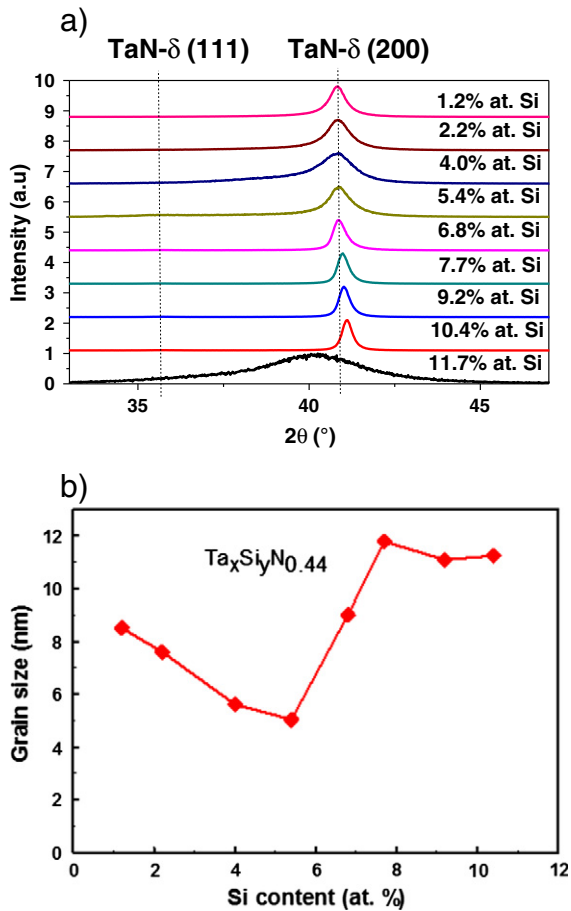 a)
TaN-δ (111) TaN-δ (200)
10
9
8
7
6
5
4
3
2
1
0
Intensity (a.u)
1.2% at. Si
2.2% at. Si
4.0% at. Si
5.4% at. Si
6.8% at. Si
7.7% at. Si
9.2% at. Si
10.4% at. Si
11.7% at. Si
35 40 45
2θ (°)
b)
12
10
8
6
4
2
0
Grain size (nm)
TaxSiyN0.44
0 2 4 6 8 10 12
Si content (at. %)